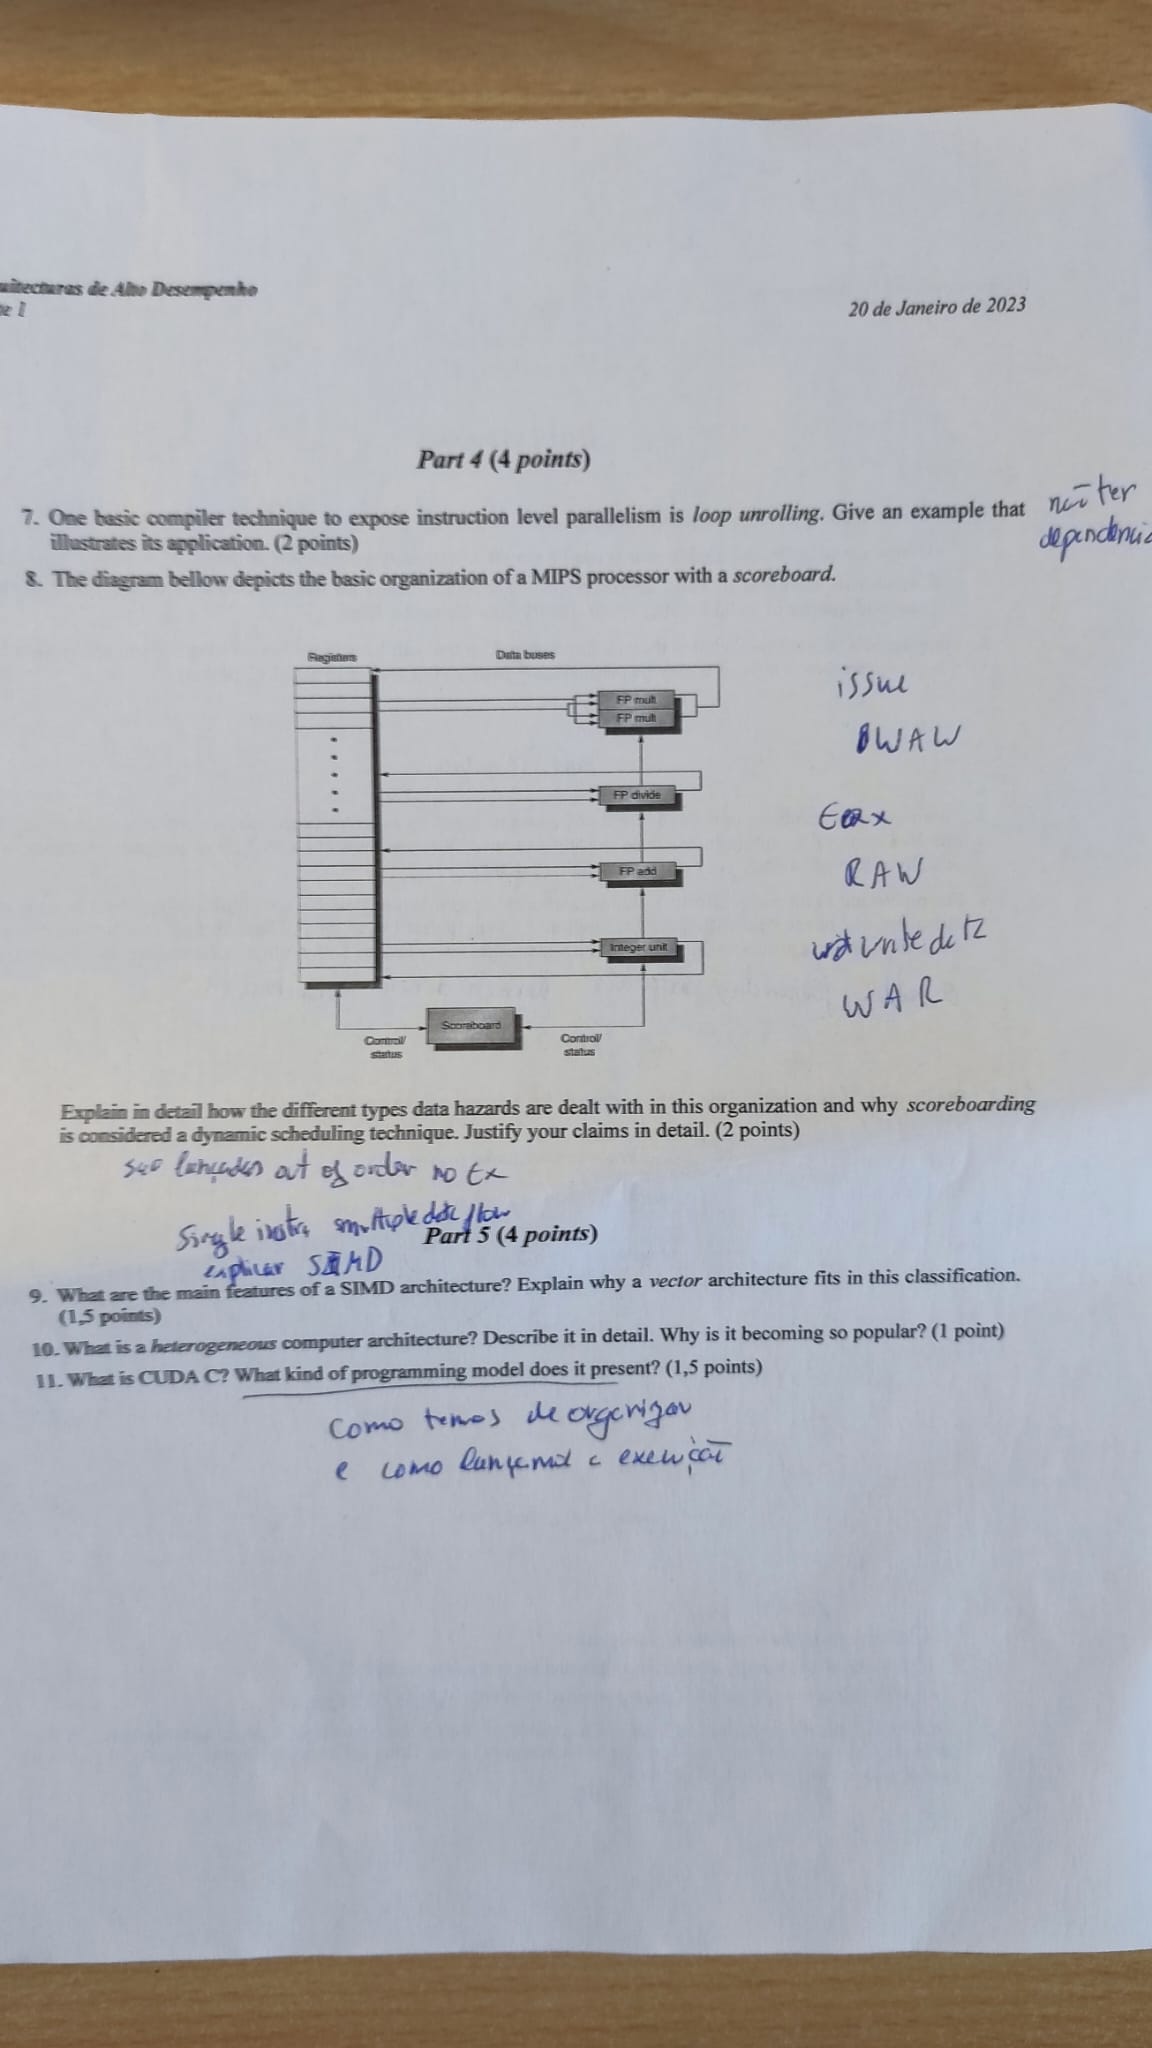 uitecturas de Alto Desempenho
e 1
20 de Janeiro de 2023
Part 4 (4 points)
7. One basic compiler technique to expose instruction level parallelism is loop unrolling. Give an example that
illustrates its application. (2 points)
não ter
dependencia
8. The diagram bellow depicts the basic organization of a MIPS processor with a scoreboard.
Registers
Data buses
FP mult
FP mult
FP divide
FP add
Integer unit
Scoreboard
Control/
status
Control/
status
issue
WAW
Ex
RAW
write data
WAR
Explain in detail how the different types data hazards are dealt with in this organization and why scoreboarding
is considered a dynamic scheduling technique. Justify your claims in detail. (2 points)
são lançados out of order no Ex
Single instr, multiple data flow
Part 5 (4 points)
explicar SIMD
9. What are the main features of a SIMD architecture? Explain why a vector architecture fits in this classification.
(1,5 points)
10. What is a heterogeneous computer architecture? Describe it in detail. Why is it becoming so popular? (1 point)
11. What is CUDA C? What kind of programming model does it present? (1,5 points)
Como temos de organizar
e como a execução